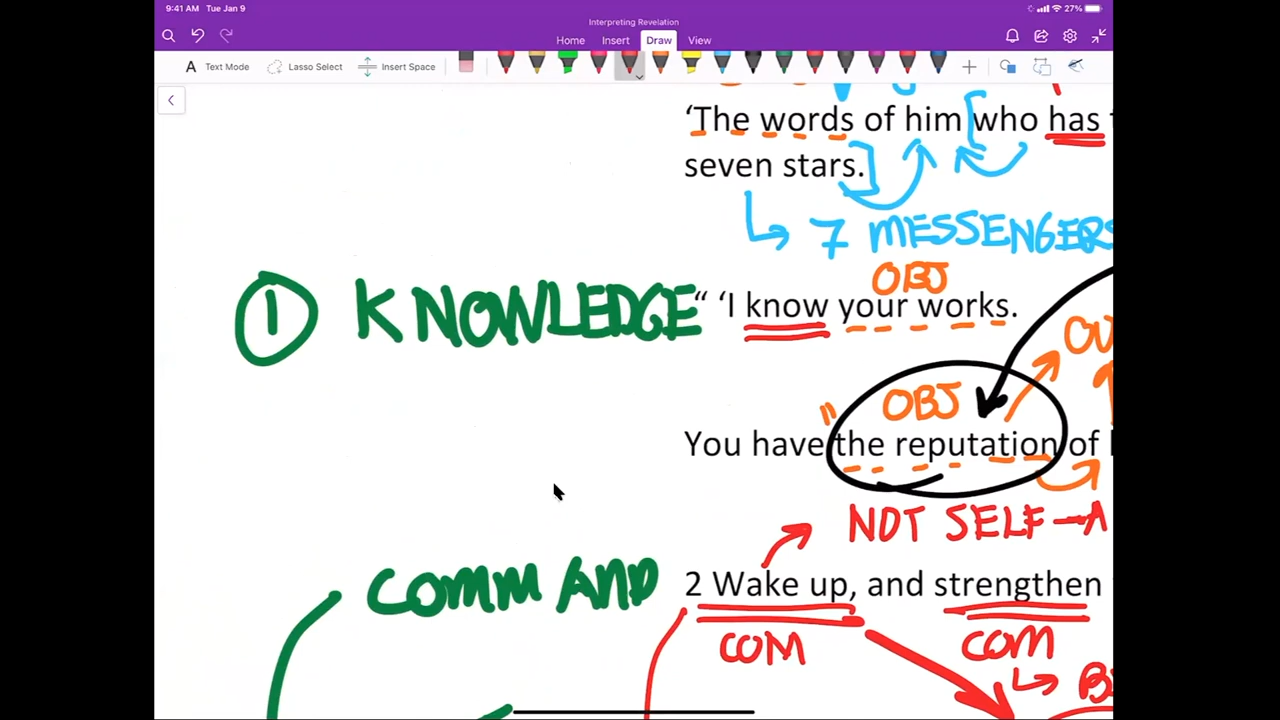 9:41 AM Tue Jan 9
27%
Interpreting Revelation
Home Insert Draw View
A Text Mode Lasso Select Insert Space
‘The words of him [who has
seven stars.]
7 MESSENGERS
OBJ
① KNOWLEDGE “ ‘I know your works.
OBJ
You have the reputation of
NOT SELF-A
COMMAND 2 Wake up, and strengthen
COM COM